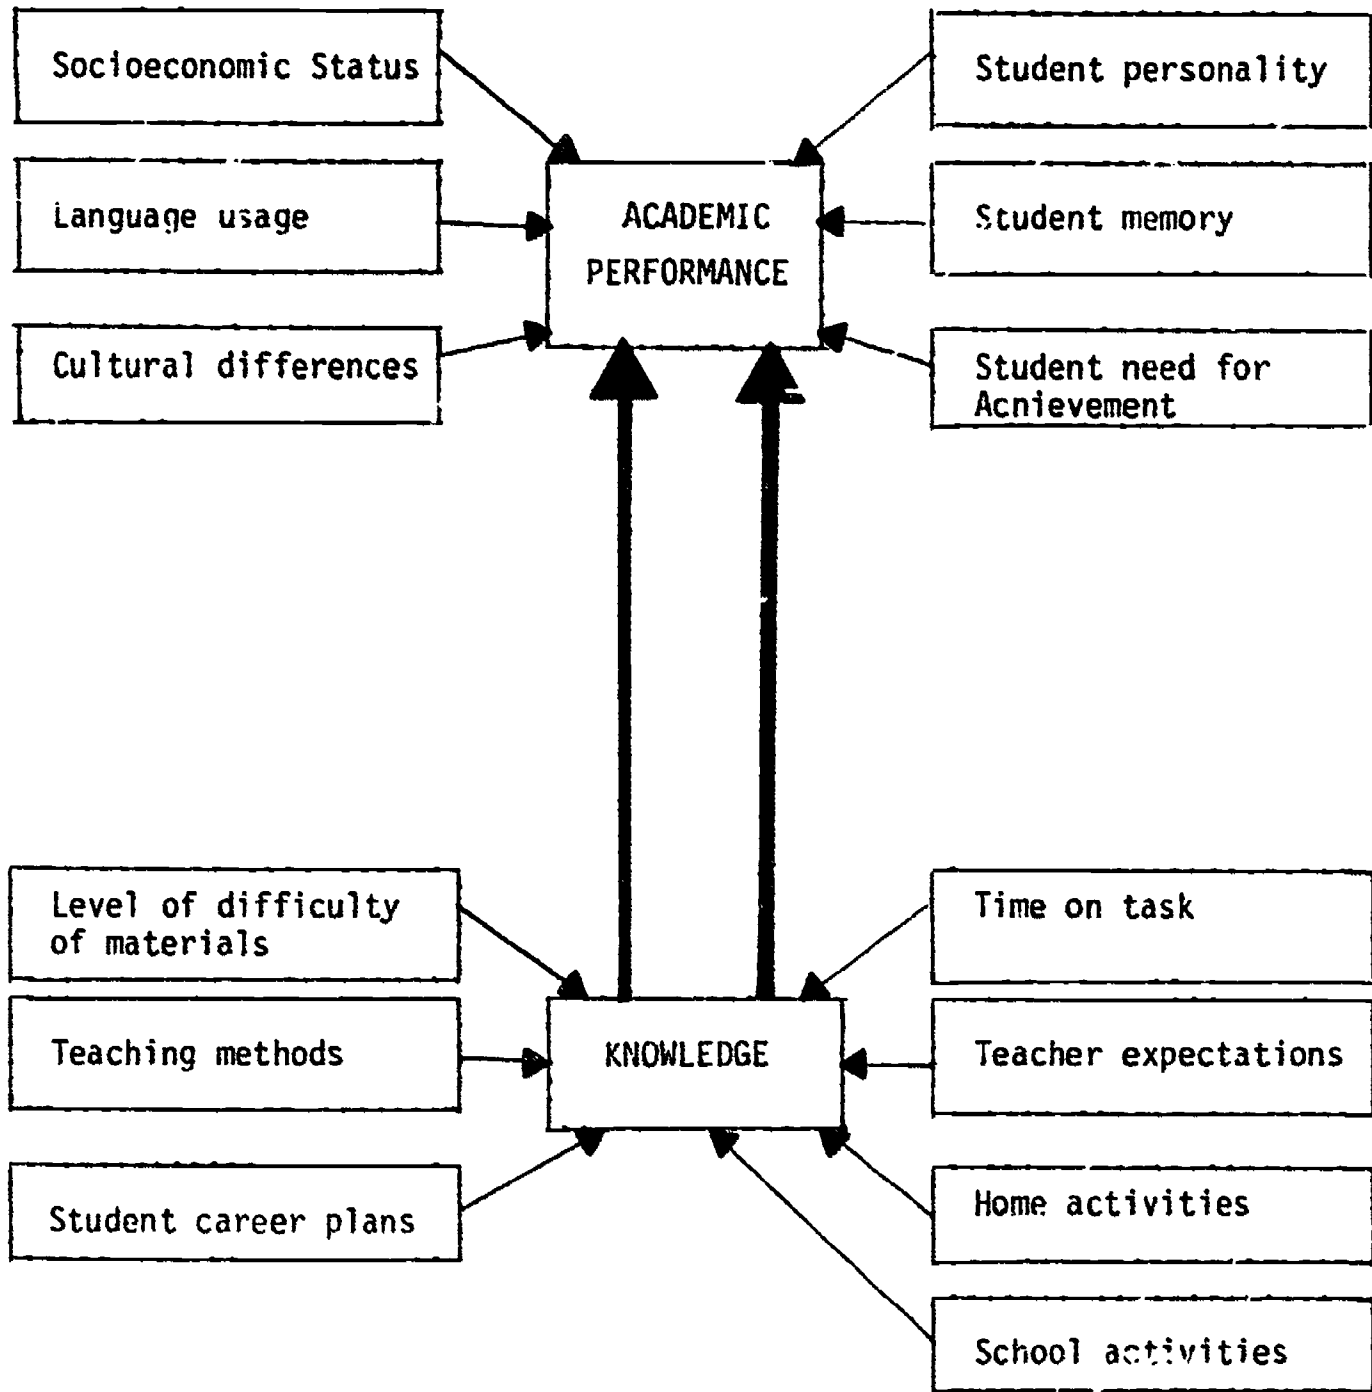 Socioeconomic Status
Language usage
Cultural differences
ACADEMIC
PERFORMANCE
Student personality
Student memory
Student need for
Acnievement
Level of difficulty
of materials
Teaching methods
Student career plans
KNOWLEDGE
Time on task
Teacher expectations
Home activities
School activities